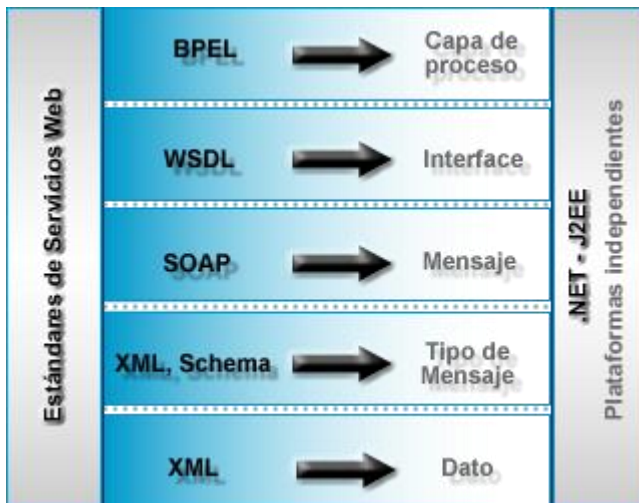 Estándares de Servicios Web
BPEL
Capa de
proceso
WSDL
Interface
SOAP
Mensaje
XML, Schema
Tipo de
Mensaje
XML
Dato
.NET - J2EE
Plataformas independientes